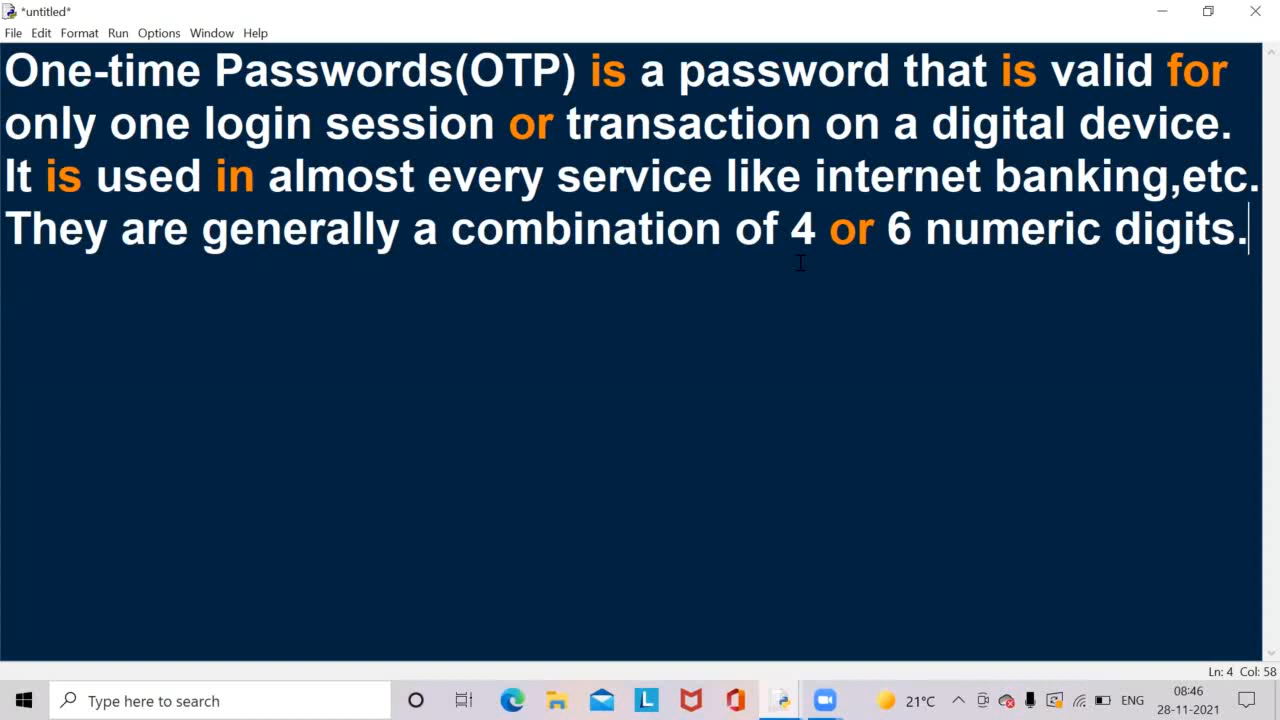 *untitled*
File Edit Format Run Options Window Help
One-time Passwords(OTP) is a password that is valid for
only one login session or transaction on a digital device.
It is used in almost every service like internet banking,etc.
They are generally a combination of 4 or 6 numeric digits.
Ln: 4 Col: 58
Type here to search
L
21°C
ENG
08:46
28-11-2021